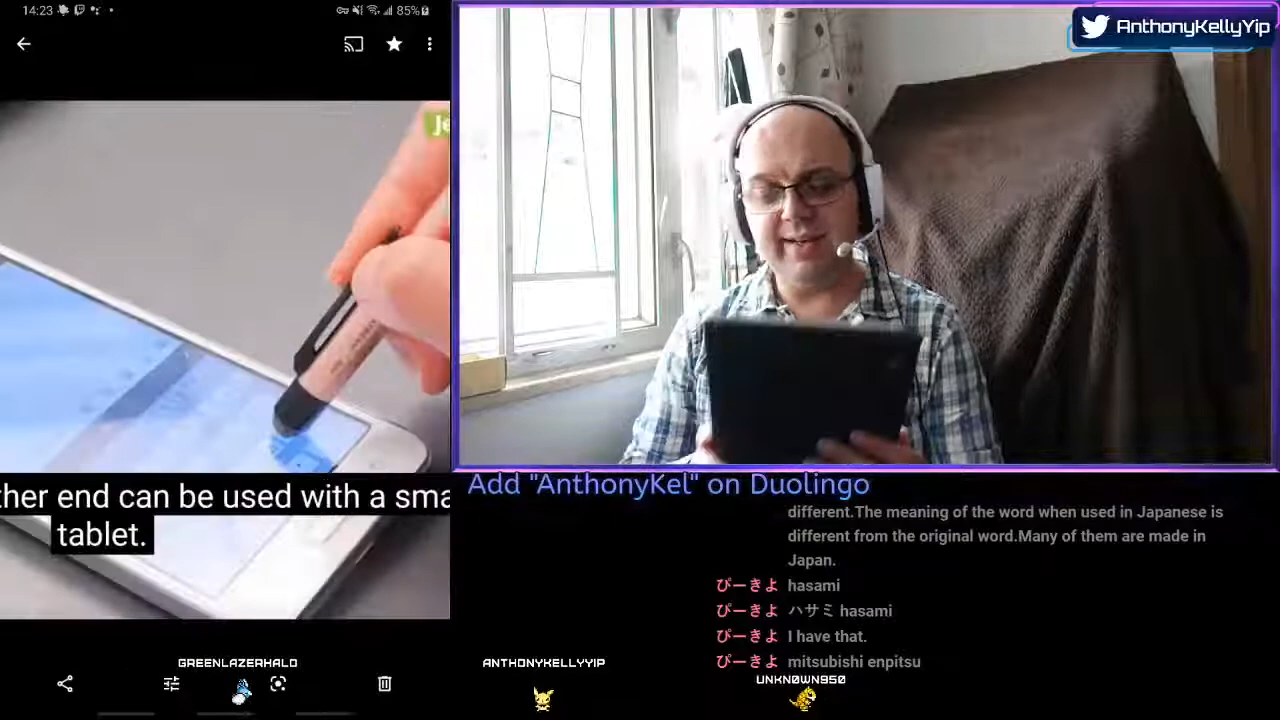 14:23
85%
AnthonyKellyYip
ther end can be used with a sma
tablet.
Add "AnthonyKel" on Duolingo
different.The meaning of the word when used in Japanese is
different from the original word.Many of them are made in
Japan.
ぴーきよ hasami
ぴーきよ ハサミ hasami
ぴーきよ I have that.
ぴーきよ mitsubishi enpitsu
GREENLAZERHALO
ANTHONYKELLYYIP
UNKN0WN950